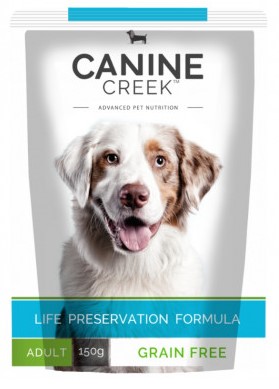 CANINE
CREEK™
ADVANCED PET NUTRITION
LIFE PRESERVATION FORMULA
ADULT 150g GRAIN FREE